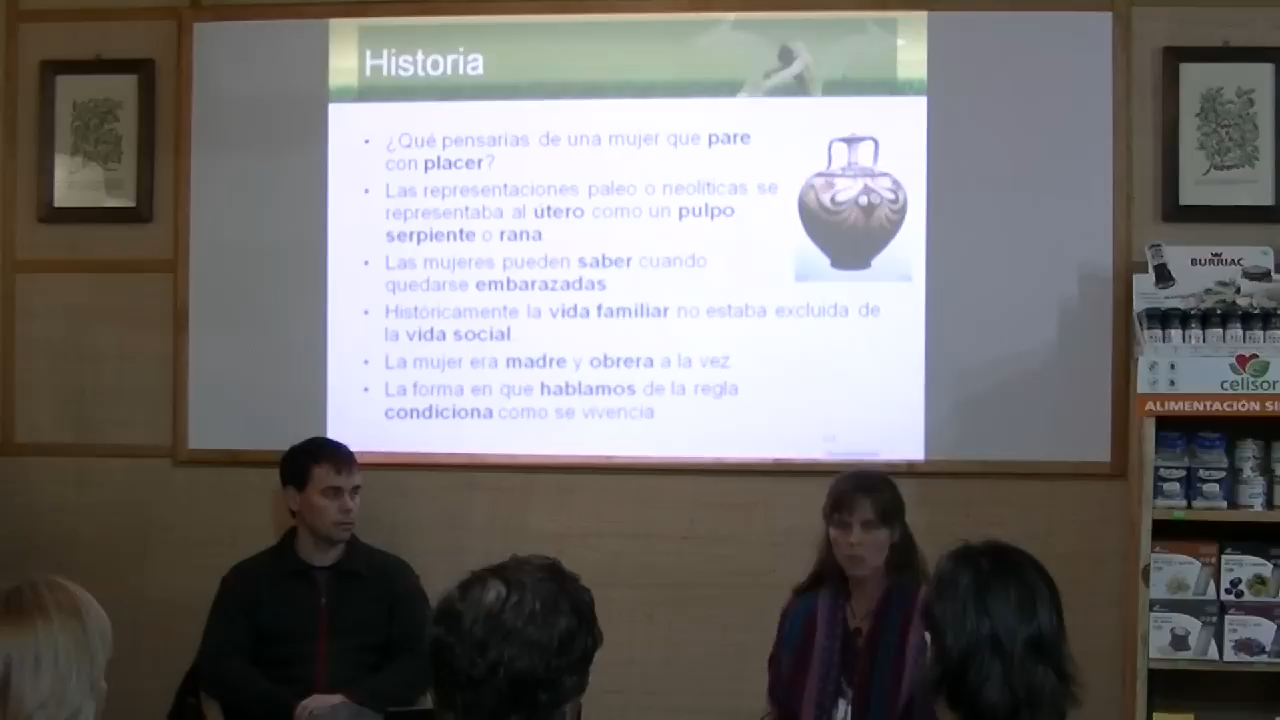 Historia
• ¿Qué pensarias de una mujer que pare
con placer?
• Las representaciones paleo o neolíticas se
representaba al útero como un pulpo
serpiente o rana
• Las mujeres pueden saber cuando
quedarse embarazadas
• Históricamente la vida familiar no estaba excluida de
la vida social
• La mujer era madre y obrera a la vez
• La forma en que hablamos de la regla
condiciona como se vivencia
BURRIAC
celisor
ALIMENTACIÓN SI